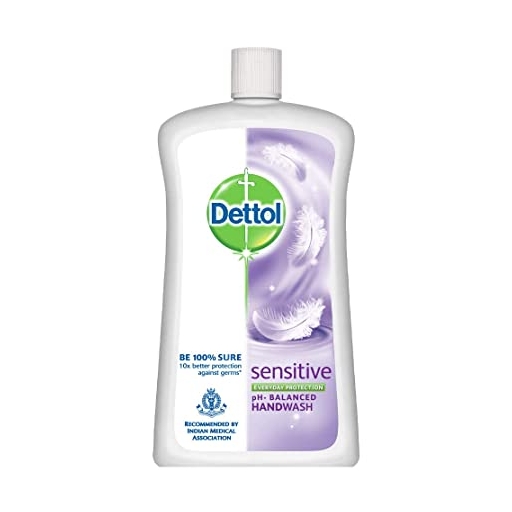 Dettol
BE 100% SURE
10x better protection
against germs*
RECOMMENDED BY
INDIAN MEDICAL
ASSOCIATION
sensitive
EVERYDAY PROTECTION
pH- BALANCED
HANDWASH